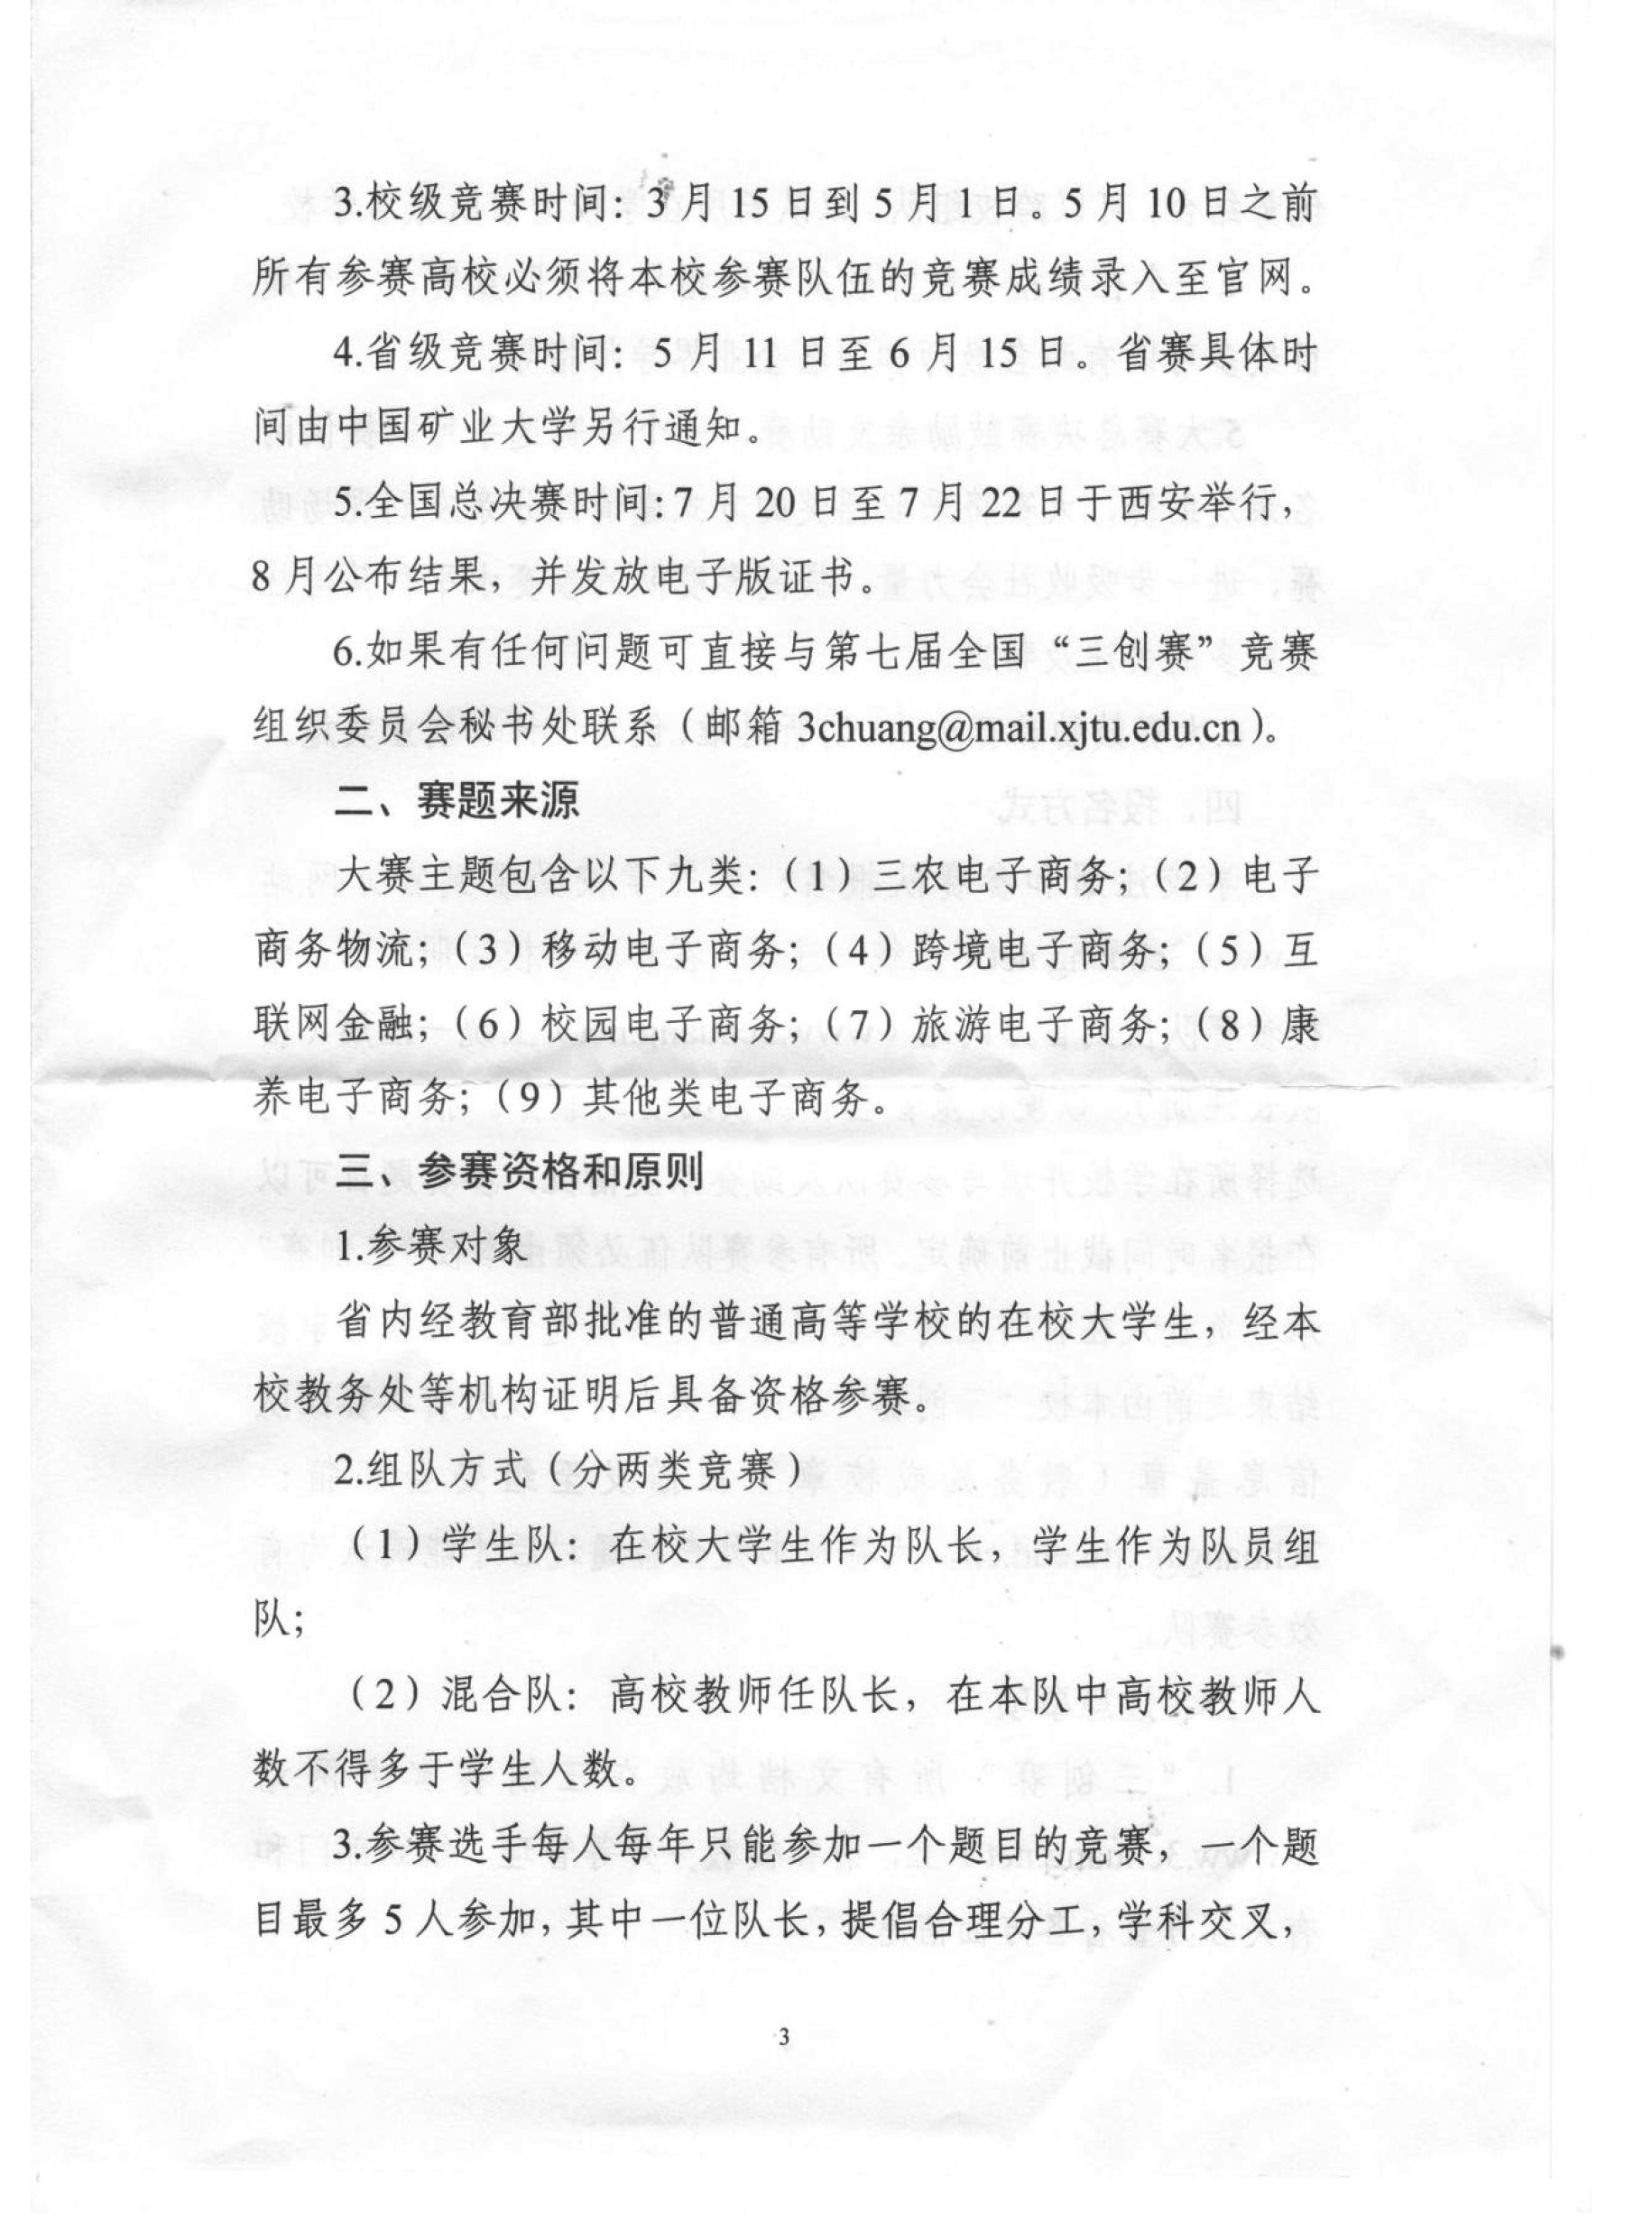 3.校级竞赛时间：3月15日到5月1日。5月10日之前
所有参赛高校必须将本校参赛队伍的竞赛成绩录入至官网。
4.省级竞赛时间：5月11日至6月15日。省赛具体时
间由中国矿业大学另行通知。
5.全国总决赛时间：7月20日至7月22日于西安举行，
8月公布结果，并发放电子版证书。
6.如果有任何问题可直接与第七届全国“三创赛”竞赛
组织委员会秘书处联系（邮箱 3chuang@mail.xjtu.edu.cn）。
二、赛题来源
大赛主题包含以下九类：（1）三农电子商务；（2）电子
商务物流；（3）移动电子商务；（4）跨境电子商务；（5）互
联网金融；（6）校园电子商务；（7）旅游电子商务；（8）康
养电子商务；（9）其他类电子商务。
三、参赛资格和原则
1.参赛对象
省内经教育部批准的普通高等学校的在校大学生，经本
校教务处等机构证明后具备资格参赛。
2.组队方式（分两类竞赛）
（1）学生队：在校大学生作为队长，学生作为队员组
队；
（2）混合队：高校教师任队长，在本队中高校教师人
数不得多于学生人数。
3.参赛选手每人每年只能参加一个题目的竞赛，一个题
目最多5人参加，其中一位队长，提倡合理分工，学科交叉，
3